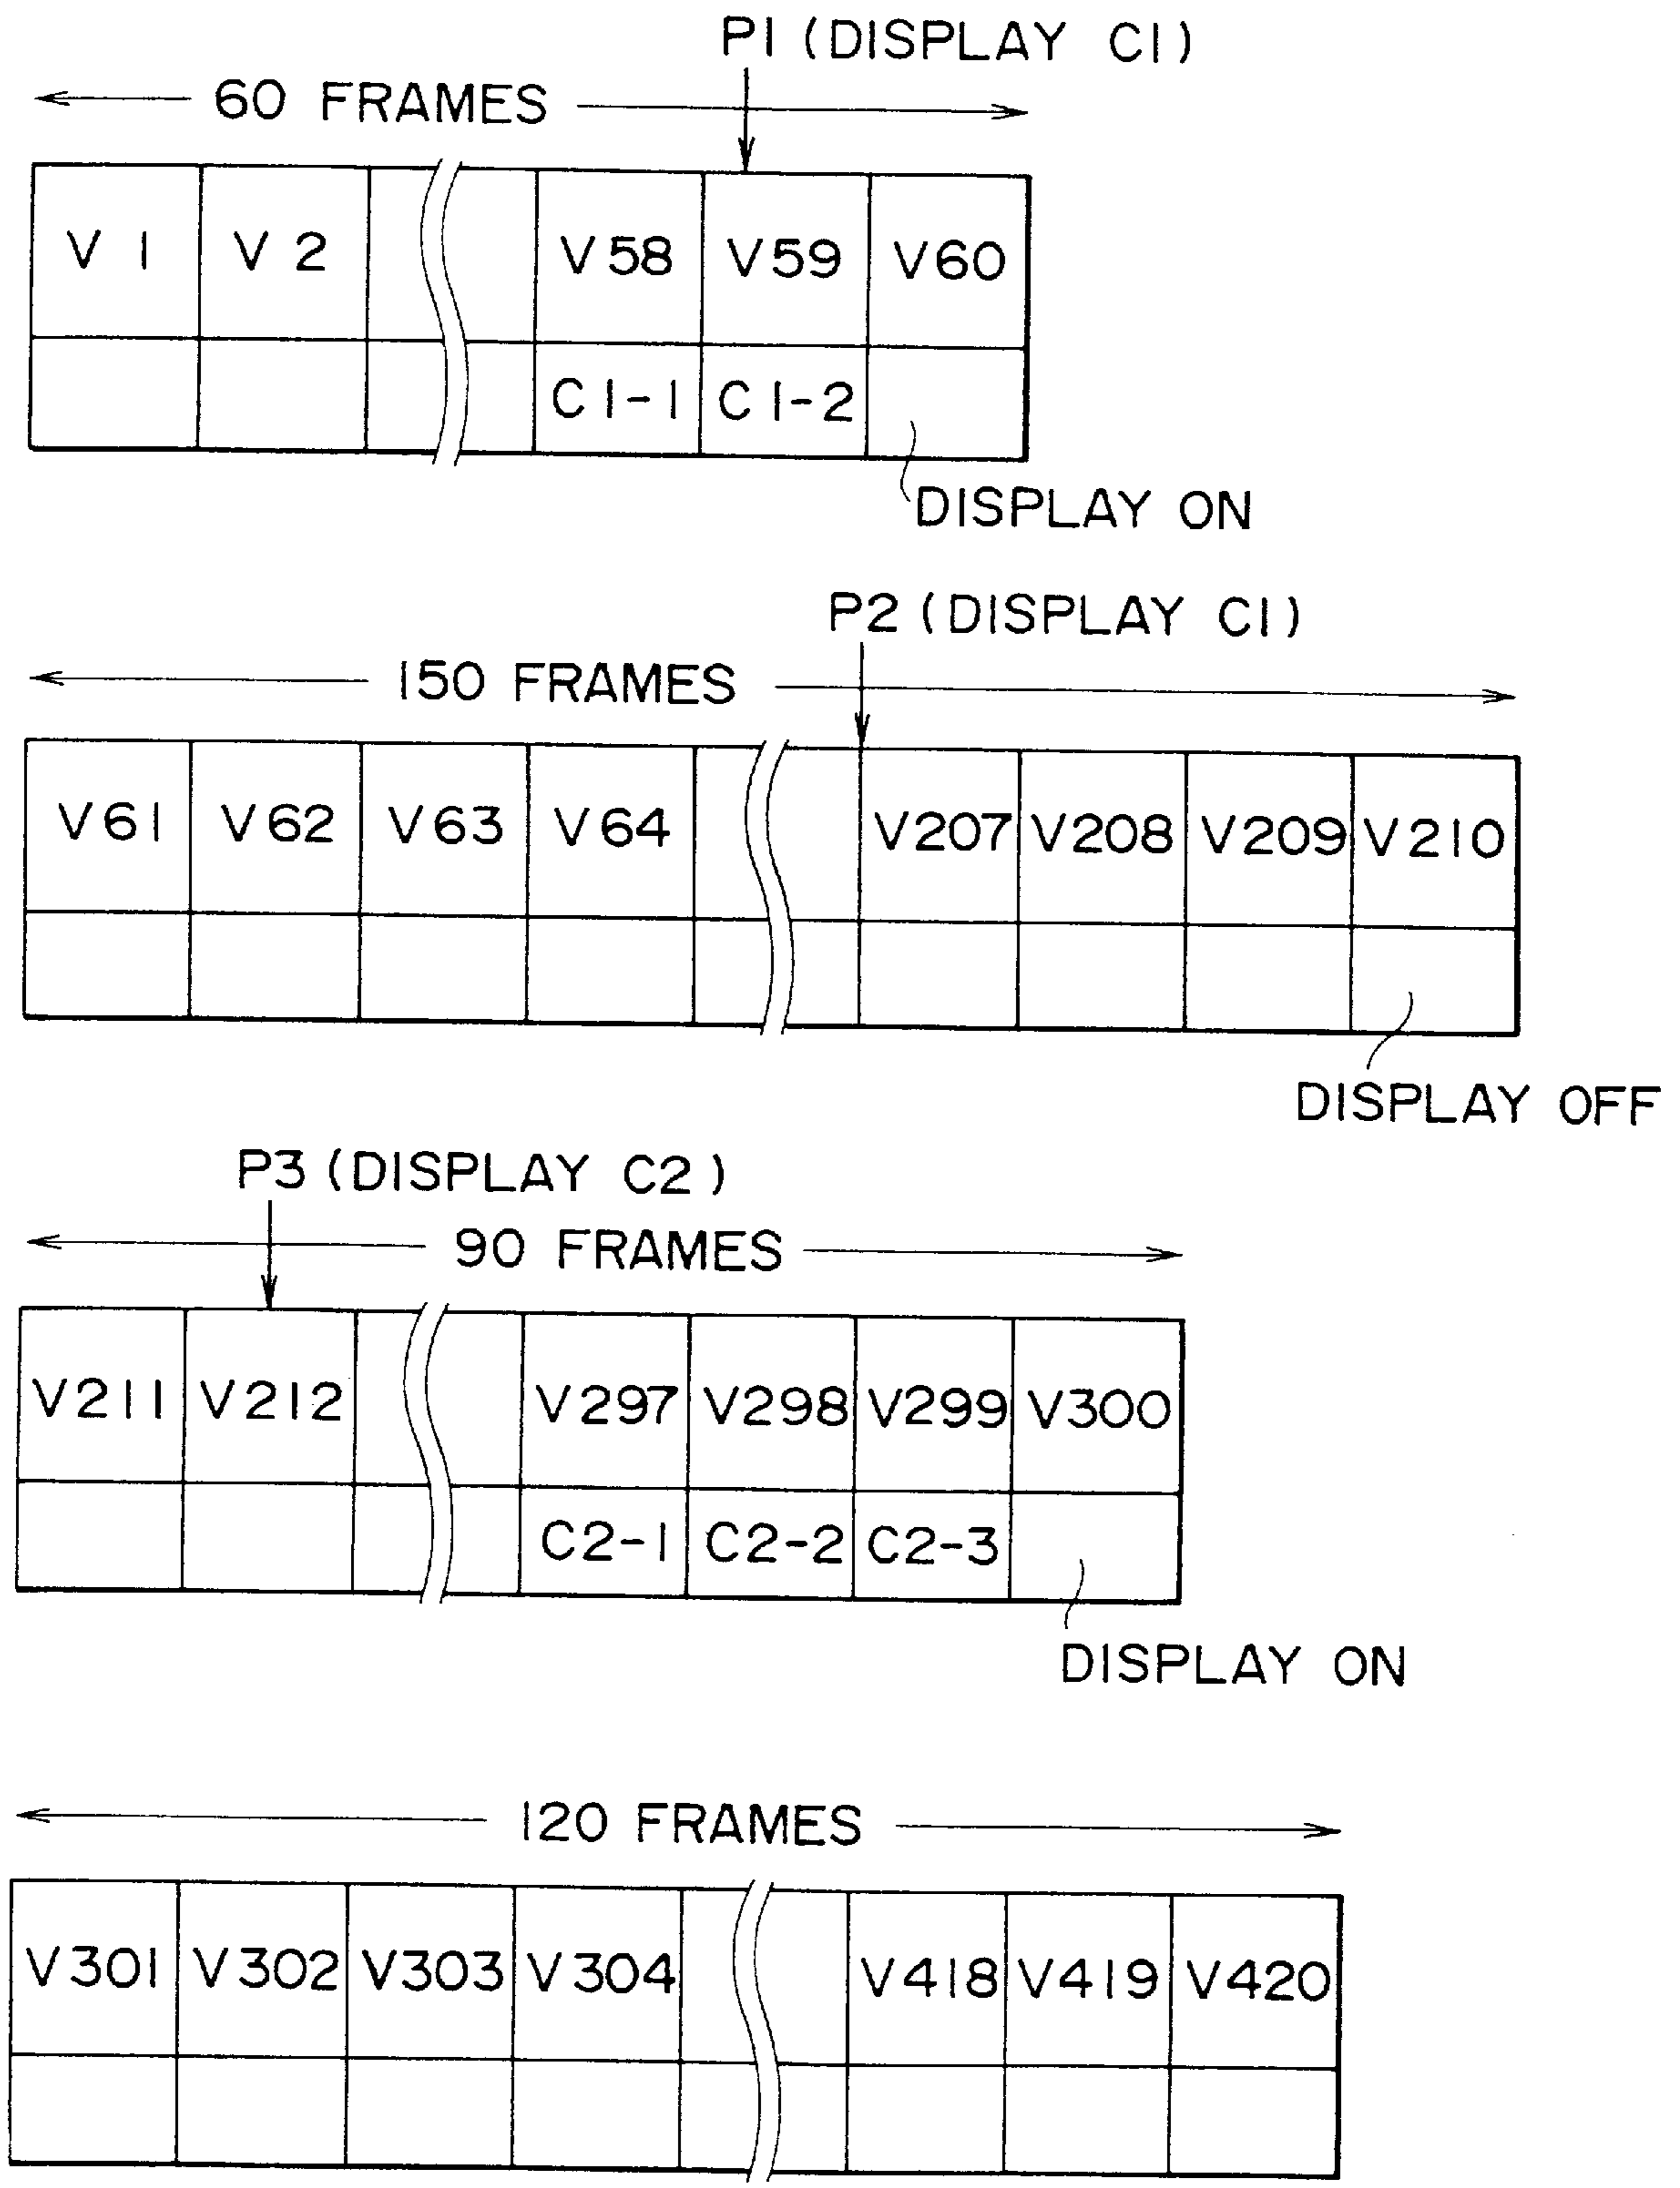 P1 (DISPLAY C1)
60 FRAMES
V1 V2 V58 V59 V60
C1-1 C1-2
DISPLAY ON
P2 (DISPLAY C1)
150 FRAMES
V61 V62 V63 V64 V207 V208 V209 V210
DISPLAY OFF
P3 (DISPLAY C2)
90 FRAMES
V211 V212 V297 V298 V299 V300
C2-1 C2-2 C2-3
DISPLAY ON
120 FRAMES
V301 V302 V303 V304 V418 V419 V420